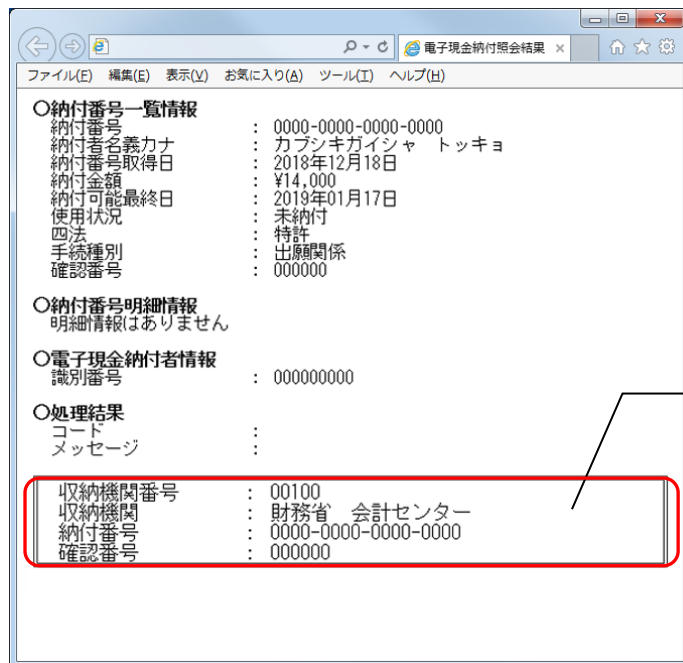 電子現金納付照会結果
ファイル(F) 編集(E) 表示(V) お気に入り(A) ツール(T) ヘルプ(H)
○納付番号一覧情報
納付番号 : 0000-0000-0000-0000
納付者名義カナ : カブシキガイシャ トッキョ
納付番号取得日 : 2018年12月18日
納付金額 : ¥14,000
納付可能最終日 : 2019年01月17日
使用状況 : 未納付
四法 : 特許
手続種別 : 出願関係
確認番号 : 000000
○納付番号明細情報
明細情報はありません
○電子現金納付者情報
識別番号 : 000000000
○処理結果
コード :
メッセージ :
収納機関番号 : 00100
収納機関 : 財務省 会計センター
納付番号 : 0000-0000-0000-0000
確認番号 : 000000